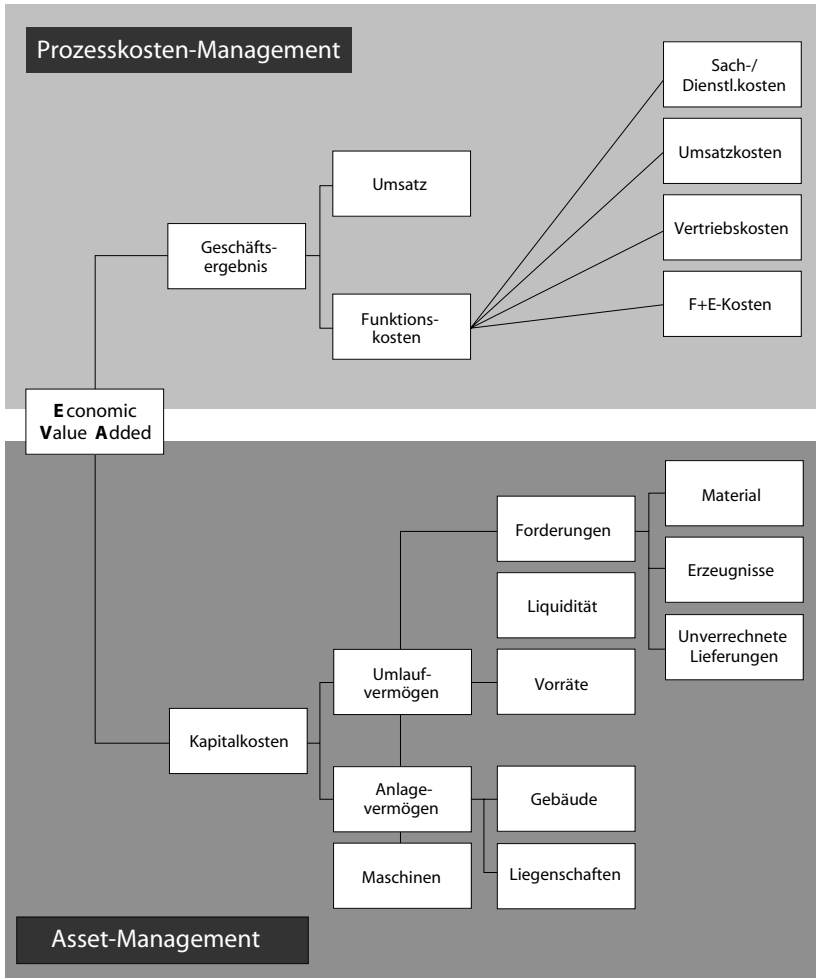 Prozesskosten-Management
Sach-/
Dienstl.kosten
Umsatzkosten
Umsatz
Vertriebskosten
Geschäfts-
ergebnis
Funktions-
kosten
F+E-Kosten
Economic
Value Added
Material
Forderungen
Erzeugnisse
Liquidität
Unverrechnete
Lieferungen
Umlauf-
vermögen
Vorräte
Kapitalkosten
Anlage-
vermögen
Gebäude
Maschinen
Liegenschaften
Asset-Management